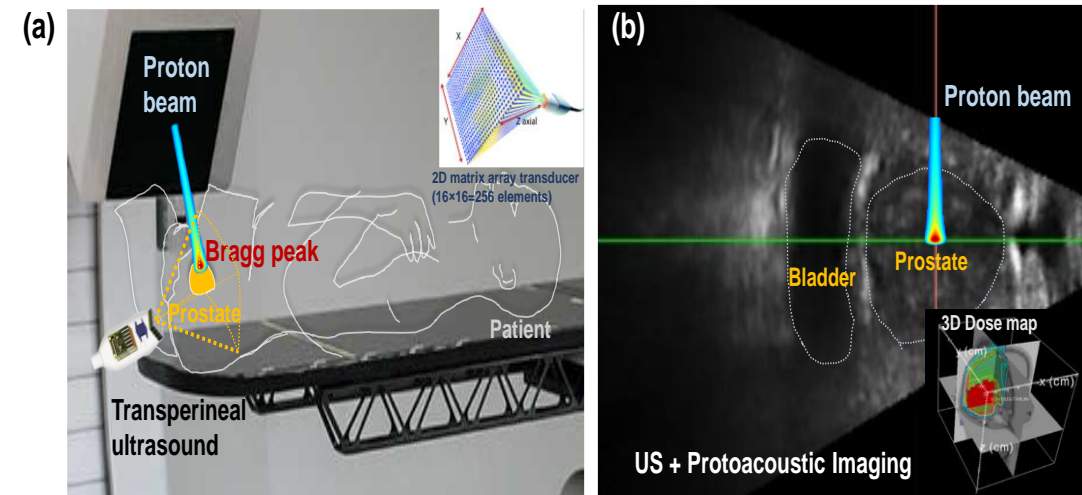 (a)
Proton
beam
X
Y
Z axial
2D matrix array transducer
(16×16=256 elements)
Bragg peak
Prostate
Patient
Transperineal
ultrasound
(b)
Proton beam
Bladder
Prostate
3D Dose map
y (cm)
x (cm)
z (cm)
US + Protoacoustic Imaging